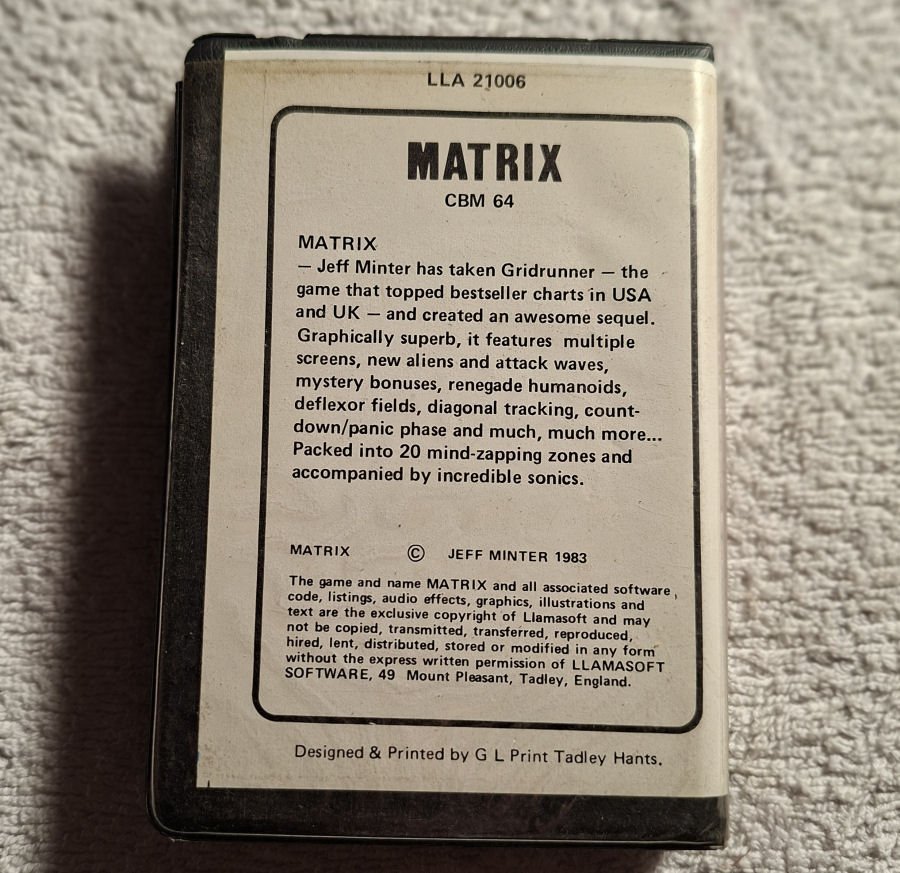 LLA 21006
MATRIX
CBM 64
MATRIX
— Jeff Minter has taken Gridrunner — the
game that topped bestseller charts in USA
and UK — and created an awesome sequel.
Graphically superb, it features multiple
screens, new aliens and attack waves,
mystery bonuses, renegade humanoids,
deflexor fields, diagonal tracking, count-
down/panic phase and much, much more...
Packed into 20 mind-zapping zones and
accompanied by incredible sonics.
MATRIX © JEFF MINTER 1983
The game and name MATRIX and all associated software,
code, listings, audio effects, graphics, illustrations and
text are the exclusive copyright of Llamasoft and may
not be copied, transmitted, transferred, reproduced,
hired, lent, distributed, stored or modified in any form
without the express written permission of LLAMASOFT
SOFTWARE, 49 Mount Pleasant, Tadley, England.
Designed & Printed by G L Print Tadley Hants.